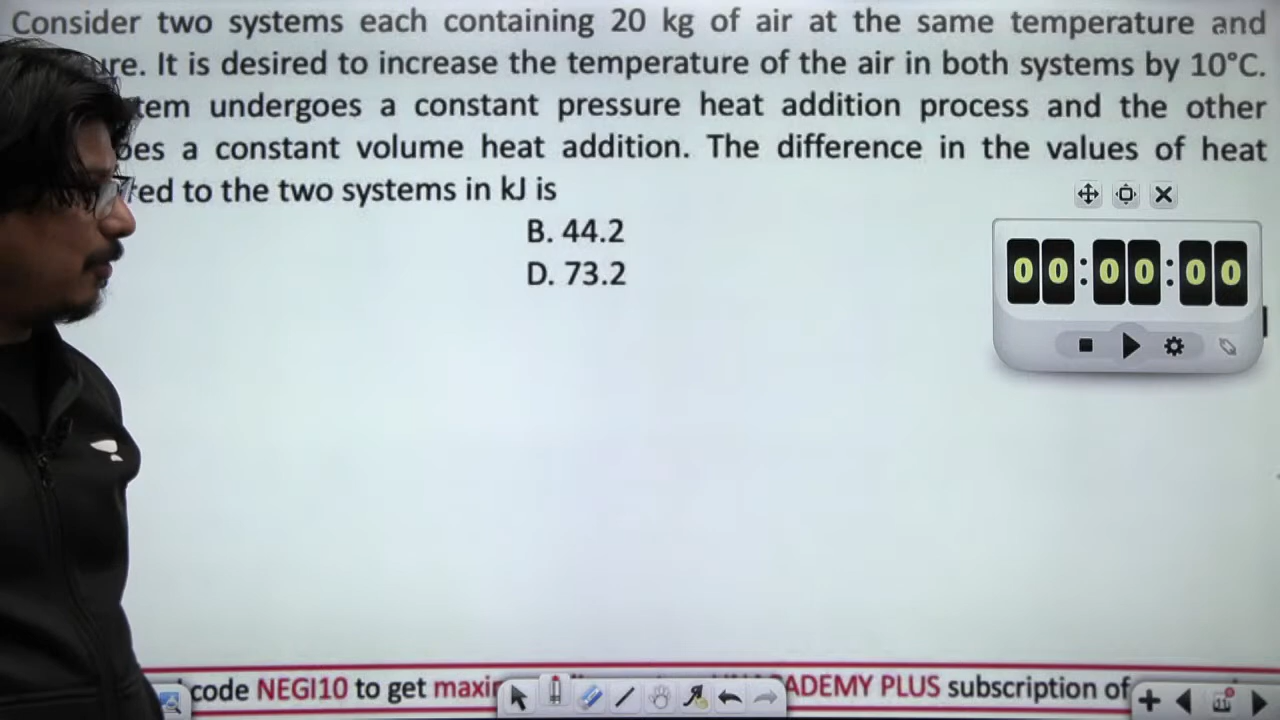 Consider two systems each containing 20 kg of air at the same temperature and
ure. It is desired to increase the temperature of the air in both systems by 10°C.
tem undergoes a constant pressure heat addition process and the other
oes a constant volume heat addition. The difference in the values of heat
red to the two systems in kJ is
B. 44.2
D. 73.2
00:00:00
code NEGI10 to get maxi ADEMY PLUS subscription of